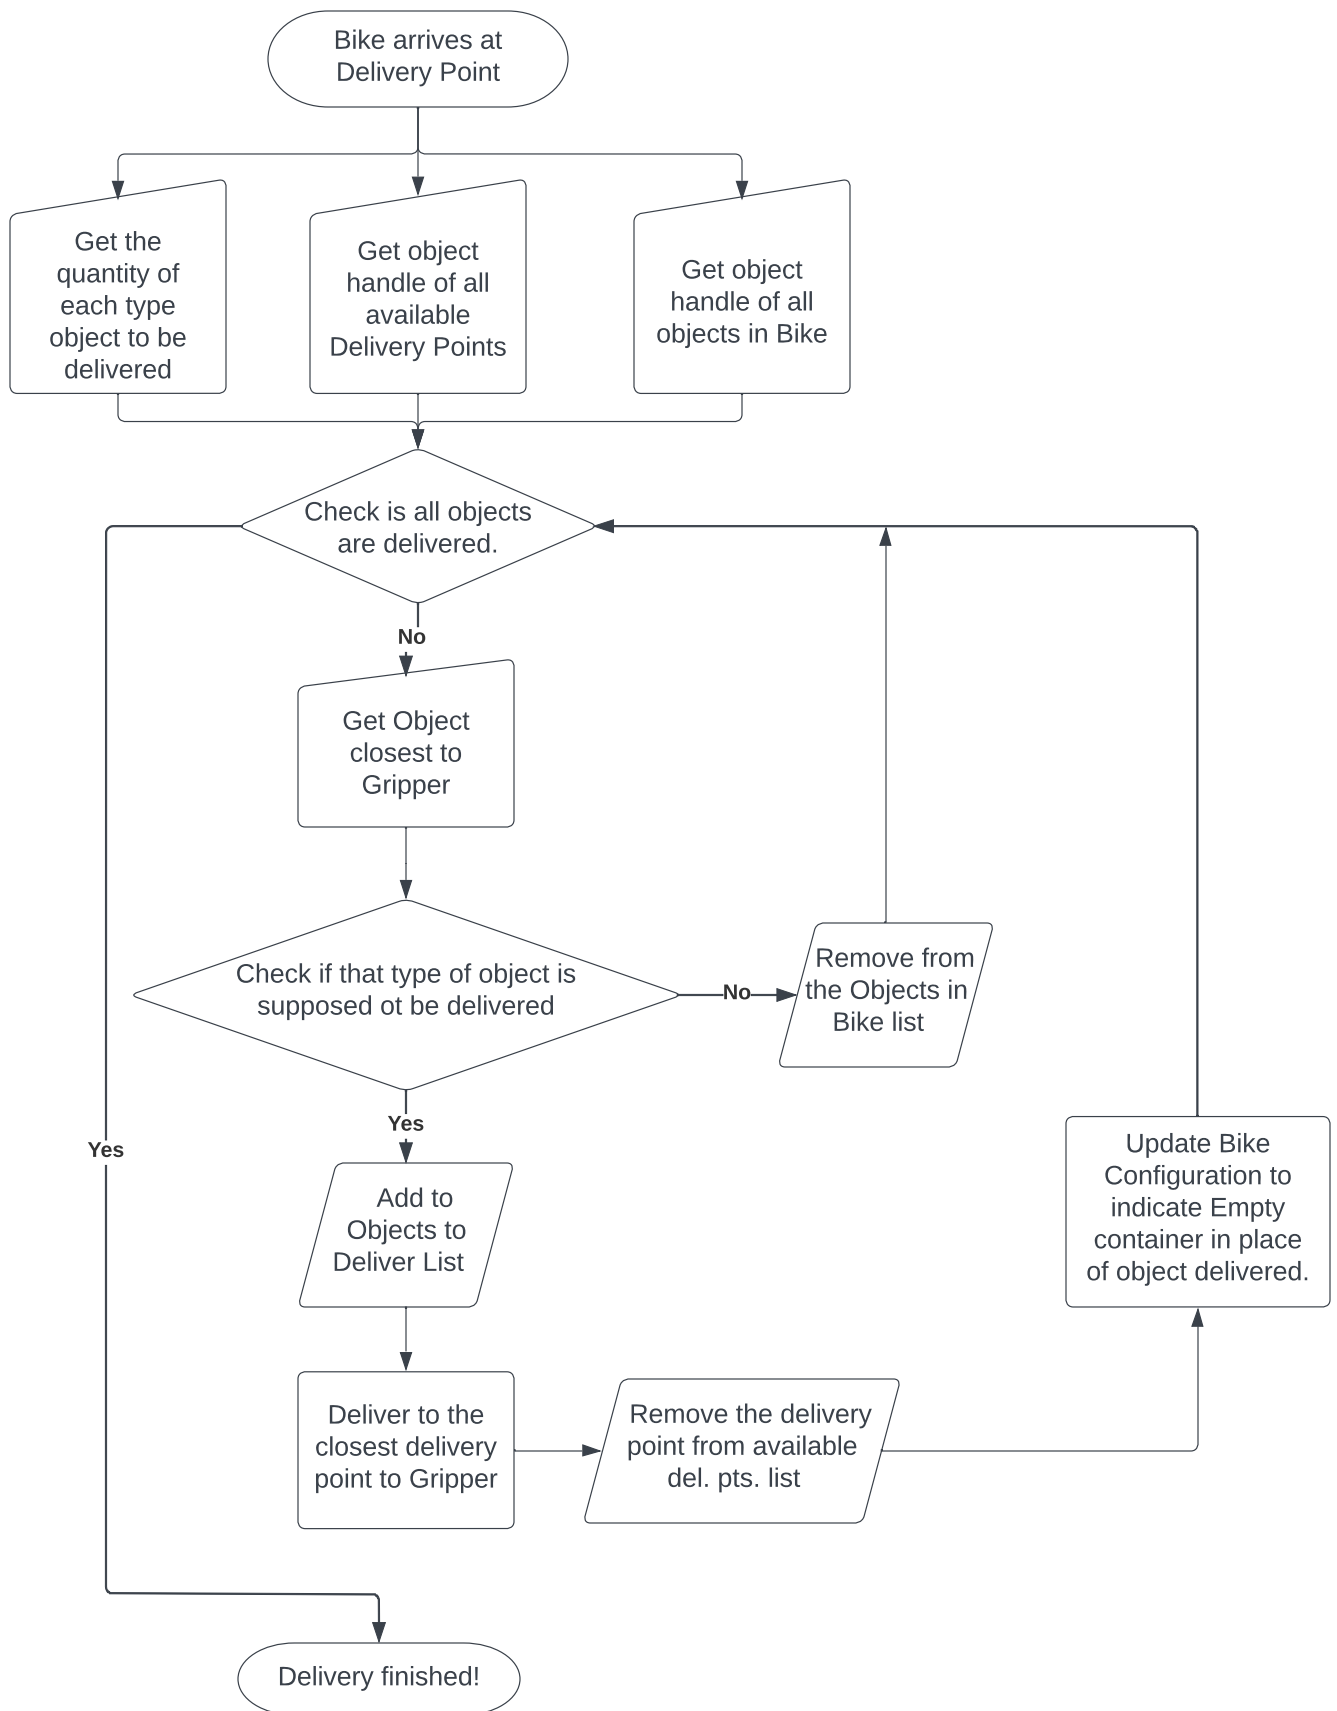 Bike arrives at
Delivery Point
Get the
quantity of
each type
object to be
delivered
Get object
handle of all
available
Delivery Points
Get object
handle of all
objects in Bike
Check is all objects
are delivered.
No
Get Object
closest to
Gripper
Check if that type of object is
supposed ot be delivered
No
Remove from
the Objects in
Bike list
Yes
Yes
Add to
Objects to
Deliver List
Update Bike
Configuration to
indicate Empty
container in place
of object delivered.
Deliver to the
closest delivery
point to Gripper
Remove the delivery
point from available
del. pts. list
Delivery finished!